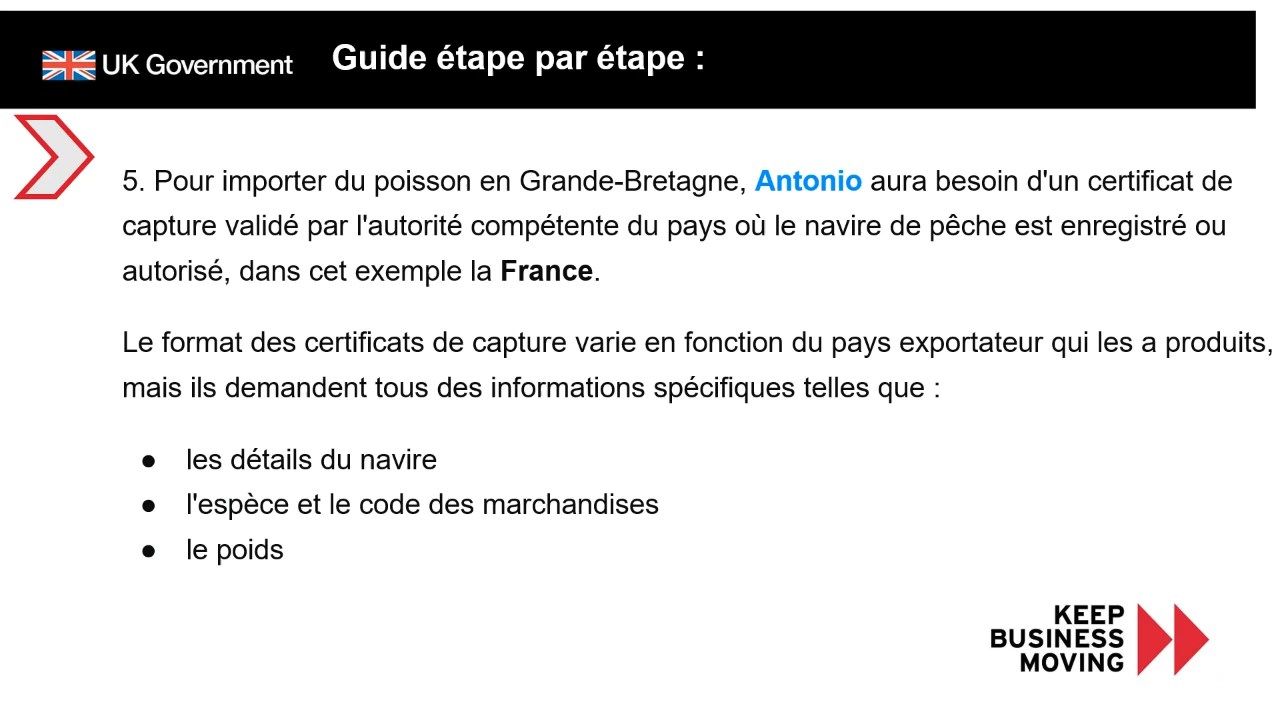 UK Government
Guide étape par étape :
5. Pour importer du poisson en Grande-Bretagne, Antonio aura besoin d'un certificat de
capture validé par l'autorité compétente du pays où le navire de pêche est enregistré ou
autorisé, dans cet exemple la France.
Le format des certificats de capture varie en fonction du pays exportateur qui les a produits,
mais ils demandent tous des informations spécifiques telles que :
● les détails du navire
● l'espèce et le code des marchandises
● le poids
KEEP
BUSINESS
MOVING